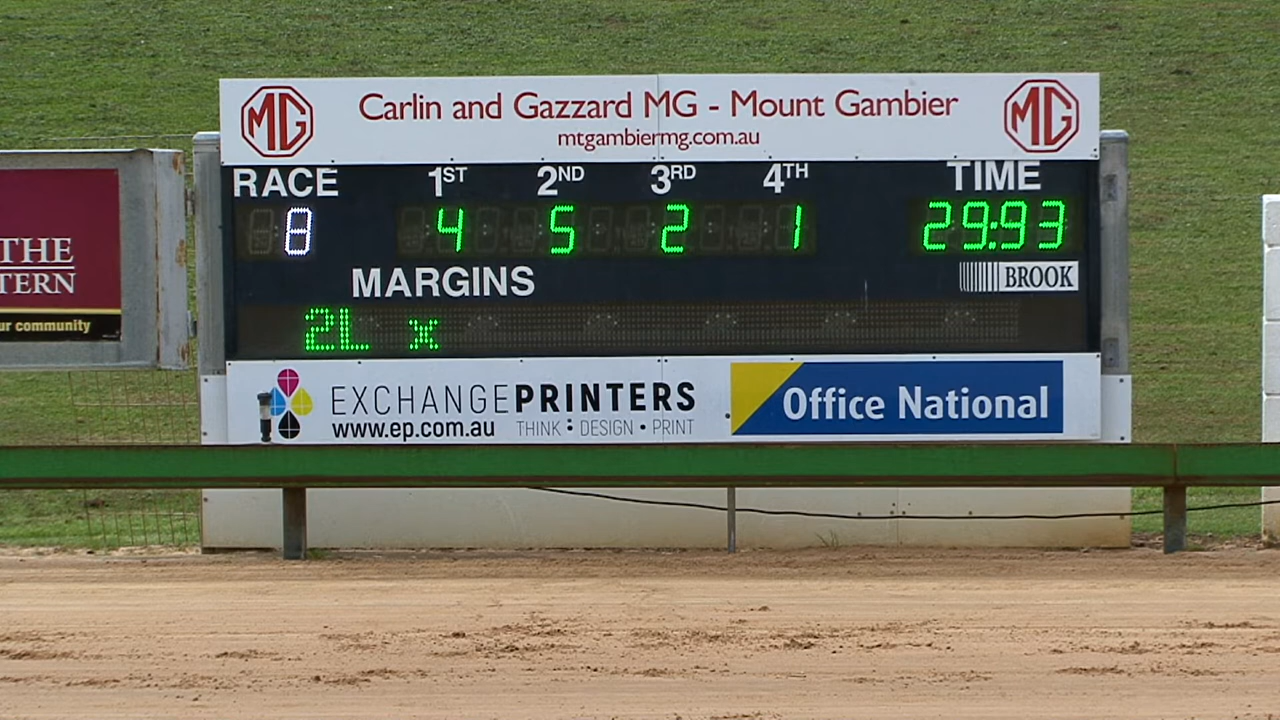 MG Carlin and Gazzard MG - Mount Gambier MG
mtgambiermg.com.au
RACE 1ST 2ND 3RD 4TH TIME
8 4 5 2 1 29:93
MARGINS BROOK
2L x
EXCHANGEPRINTERS
www.ep.com.au THINK : DESIGN • PRINT
Office National
THE
TERN
ur community